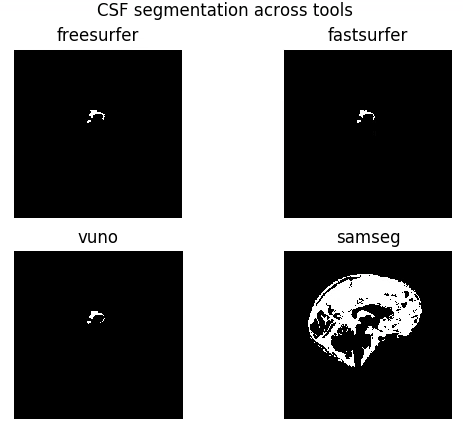 CSF segmentation across tools
freesurfer
fastsurfer
vuno
samseg